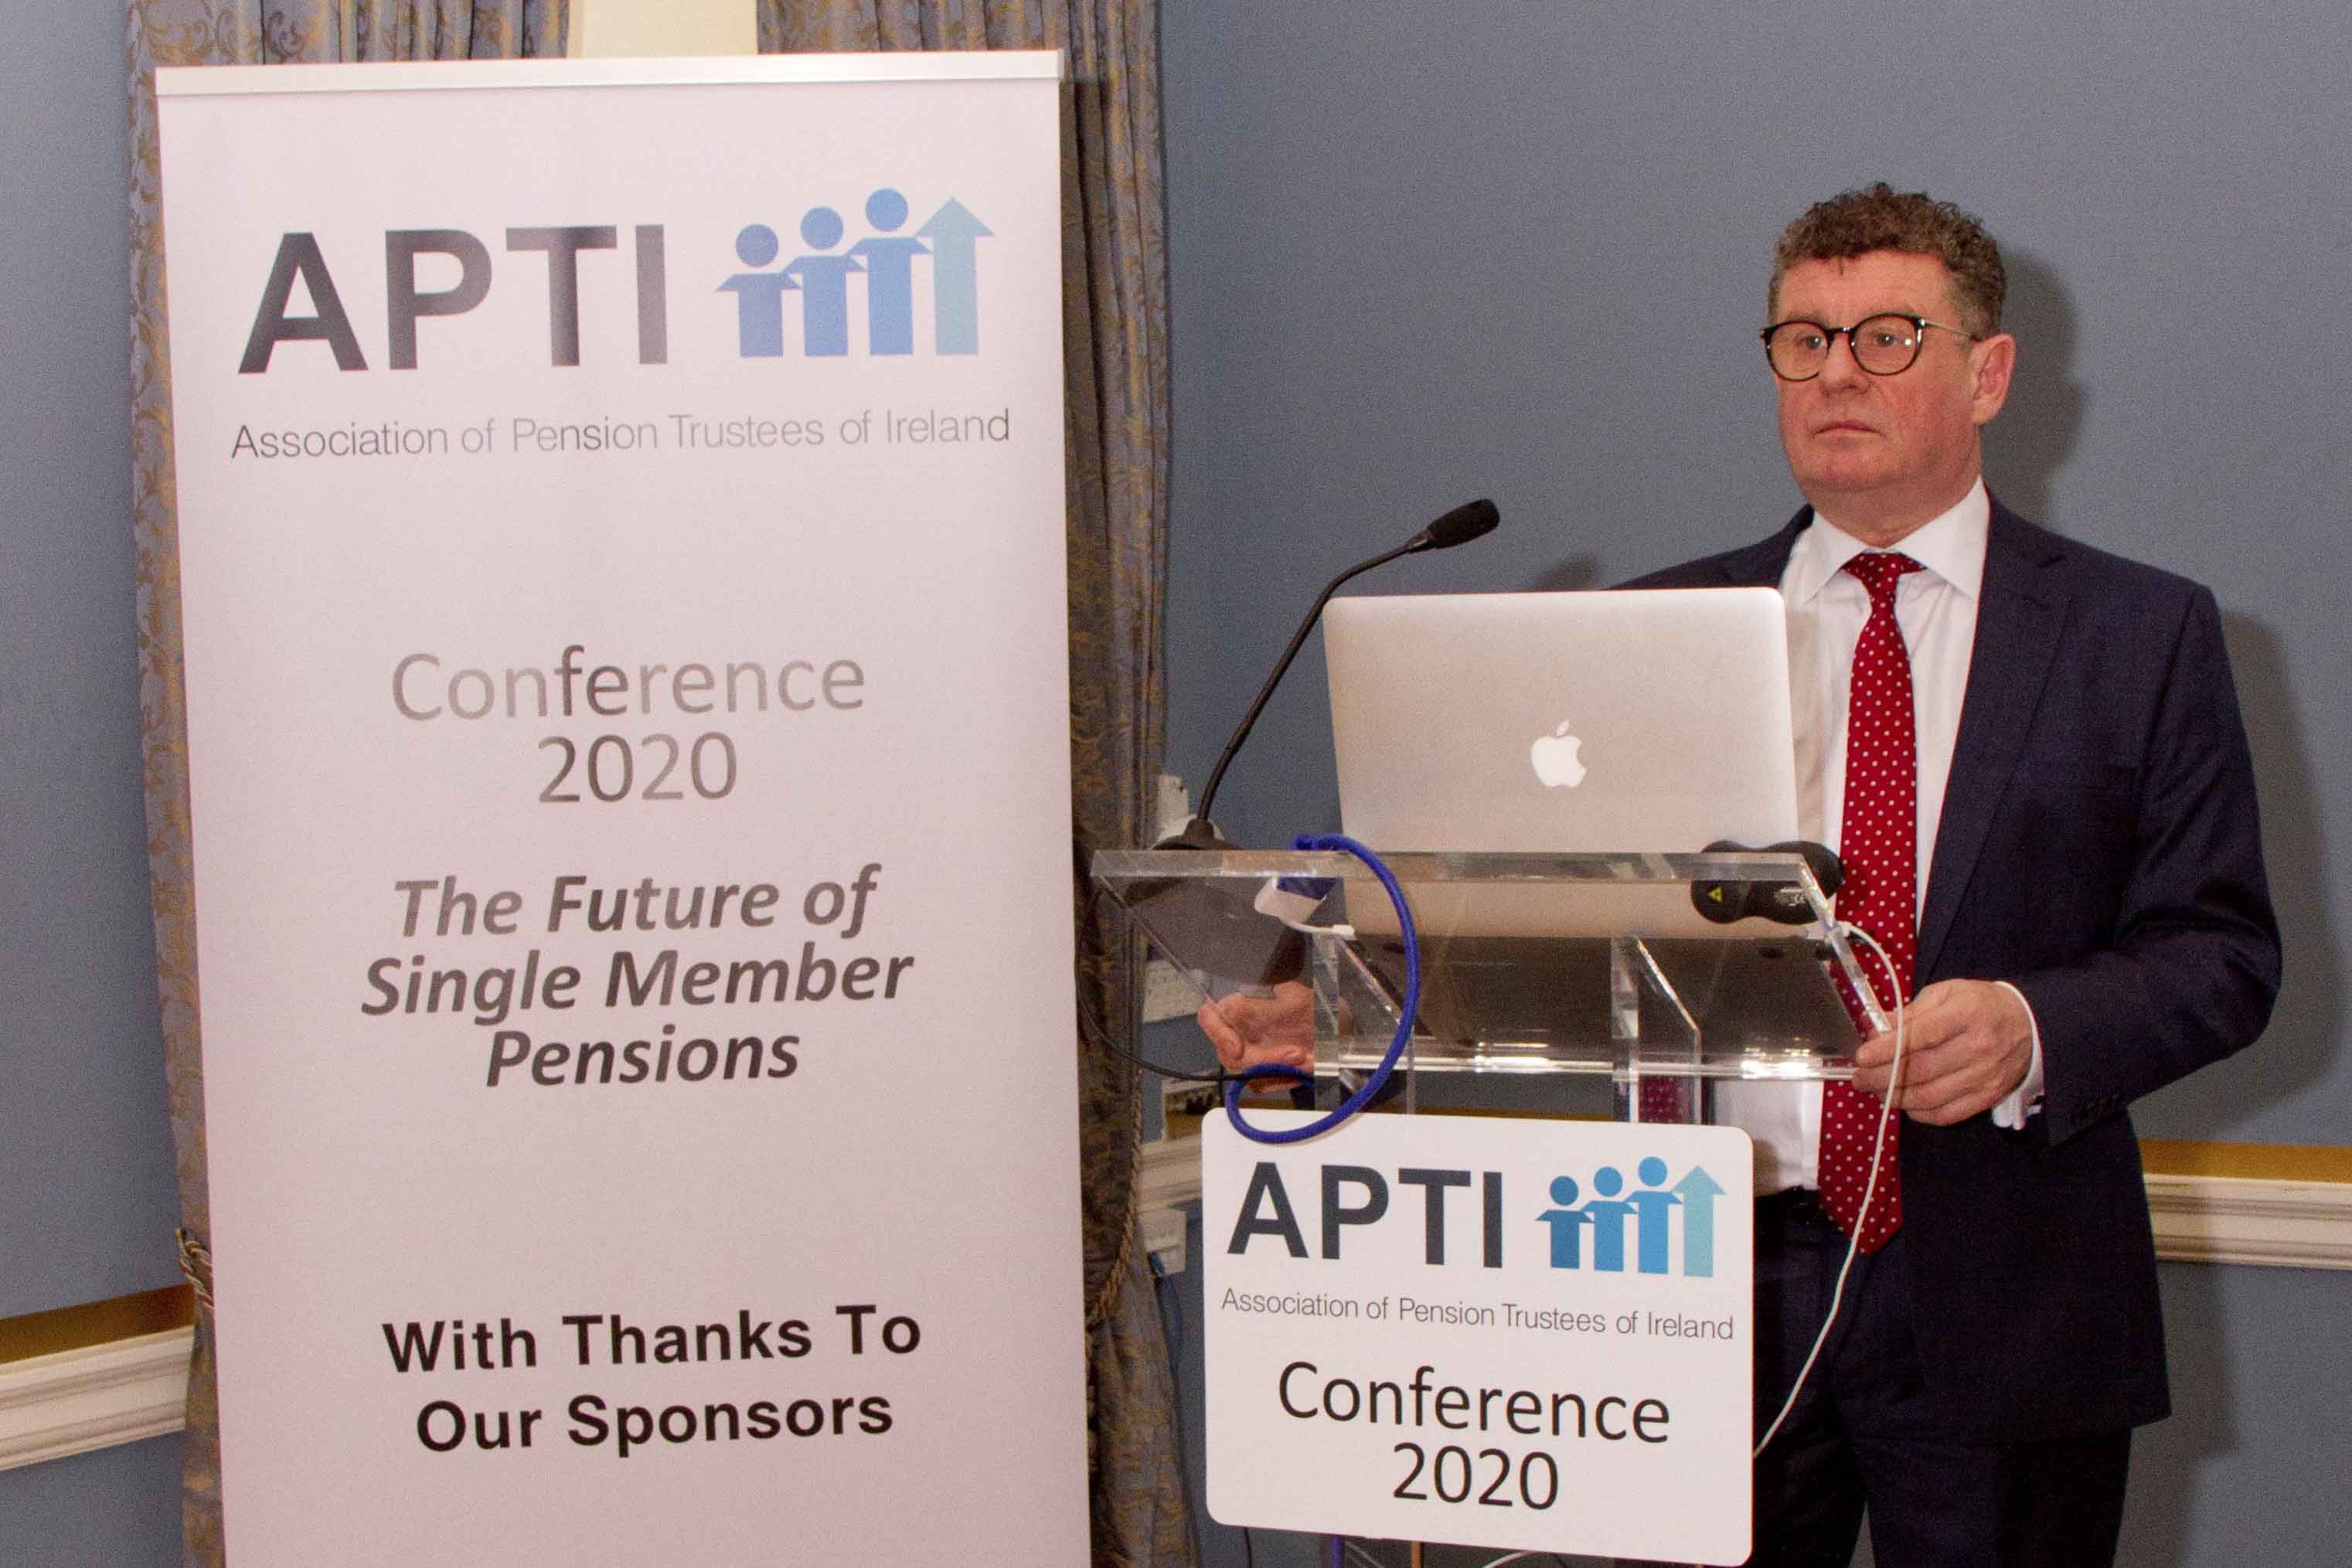 APTI
Association of Pension Trustees of Ireland
Conference
2020
The Future of
Single Member
Pensions
With Thanks To
Our Sponsors
APTI
Association of Pension Trustees of Ireland
Conference
2020